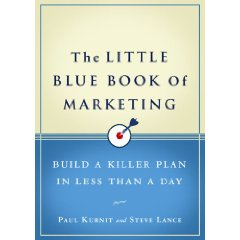 The LITTLE
BLUE BOOK of
MARKETING
BUILD A KILLER PLAN
IN LESS THAN A DAY
PAUL KURNIT and STEVE LANCE